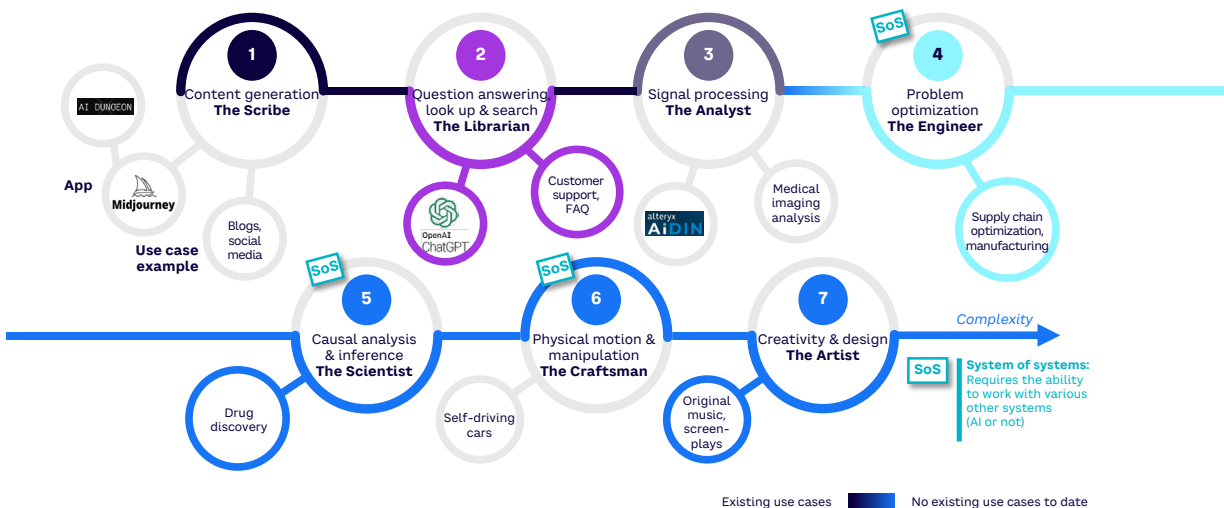 1
Content generation
The Scribe
AI DUNGEON
App
Midjourney
Use case
example
Blogs,
social
media
2
Question answering,
look up & search
The Librarian
OpenAI
ChatGPT
Customer
support,
FAQ
3
Signal processing
The Analyst
alteryx
AiDIN
Medical
imaging
analysis
SoS
4
Problem
optimization
The Engineer
Supply chain
optimization,
manufacturing
SoS
5
Causal analysis
& inference
The Scientist
Drug
discovery
SoS
6
Physical motion &
manipulation
The Craftsman
Self-driving
cars
7
Creativity & design
The Artist
Original
music,
screen-
plays
Complexity
SoS
System of systems:
Requires the ability
to work with various
other systems
(AI or not)
Existing use cases
No existing use cases to date